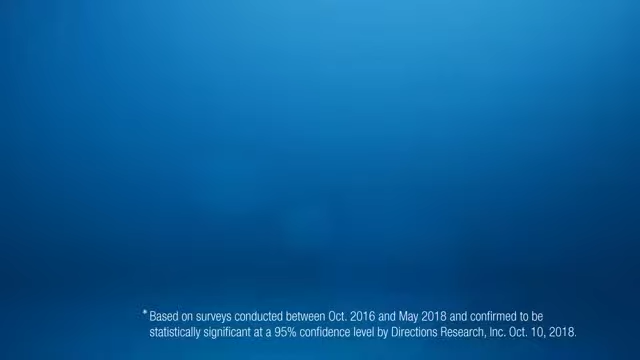 * Based on surveys conducted between Oct. 2016 and May 2018 and confirmed to be
statistically significant at a 95% confidence level by Directions Research, Inc. Oct. 10, 2018.